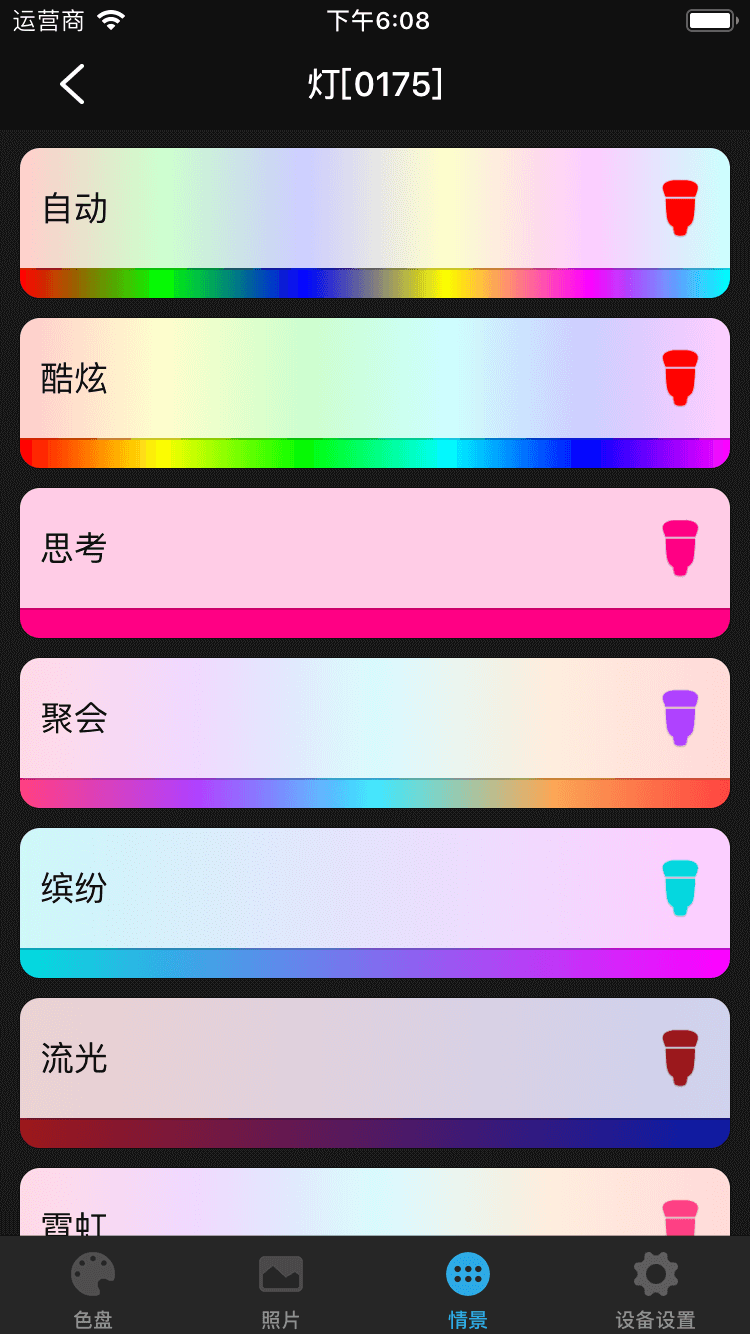 运营商 下午6:08
灯[0175]
自动
酷炫
思考
聚会
缤纷
流光
霓虹
色盘 照片 情景 设备设置